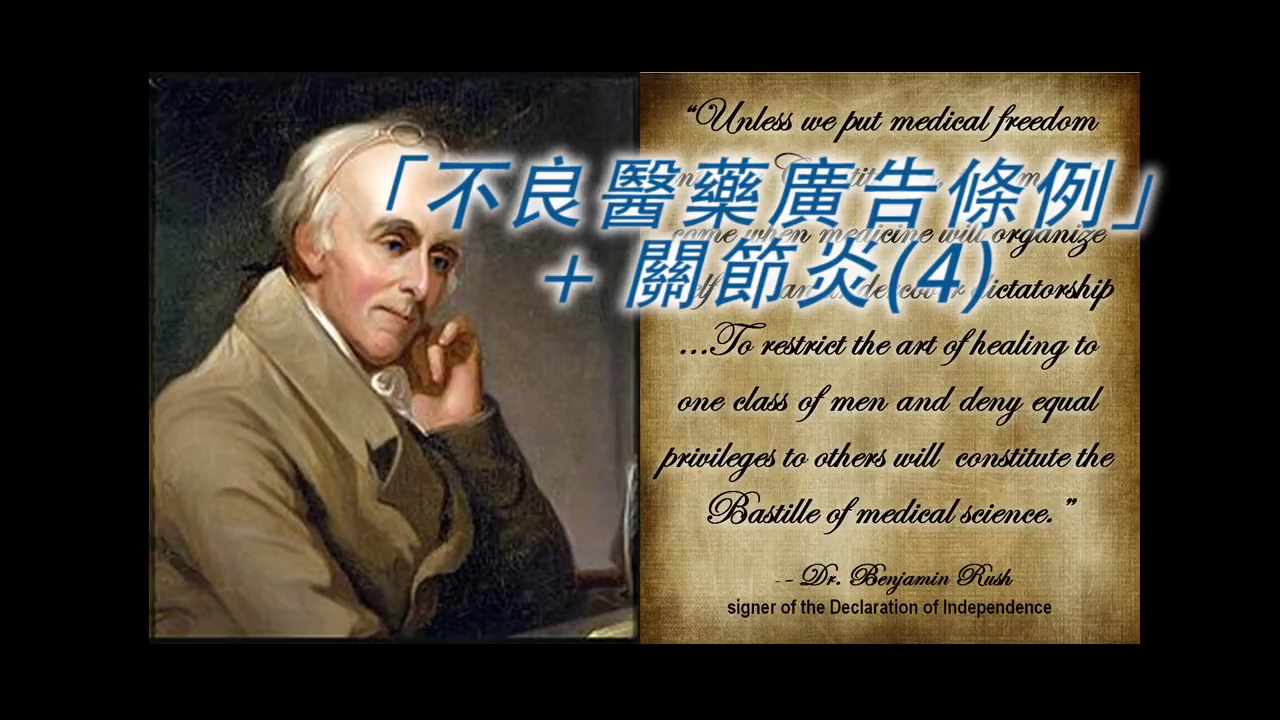 「不良醫藥廣告條例」
+ 關節炎(4)
“Unless we put medical freedom
come when medicine will organize
dictatorship
...To restrict the art of healing to
one class of men and deny equal
privileges to others will constitute the
Bastille of medical science. ”
-- Dr. Benjamin Rush
signer of the Declaration of Independence